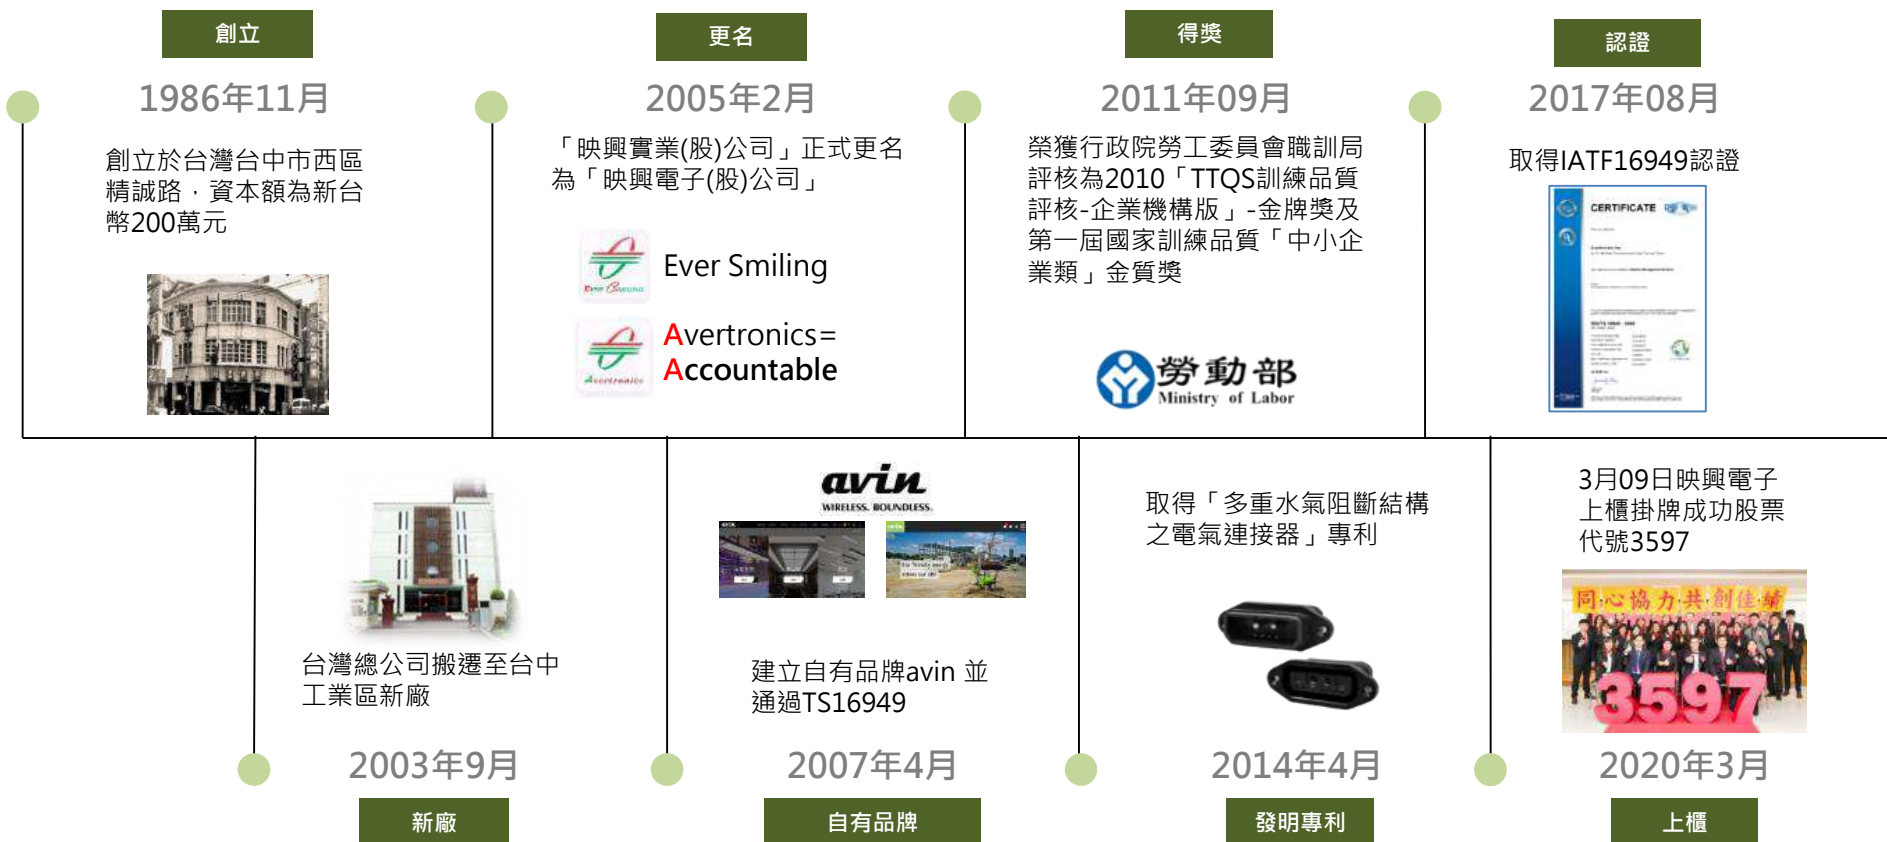 創立
1986年11月
創立於台灣台中市西區
精誠路，資本額為新台
幣200萬元
更名
2005年2月
「映興實業(股)公司」正式更名
為「映興電子(股)公司」
Ever Smiling
Avertronics
Avertronics=
Accountable
得獎
2011年09月
榮獲行政院勞工委員會職訓局
評核為2010「TTQS訓練品質
評核-企業機構版」-金牌獎及
第一屆國家訓練品質「中小企
業類」金質獎
勞動部
Ministry of Labor
認證
2017年08月
取得IATF16949認證
CERTIFICATE
台灣總公司搬遷至台中
工業區新廠
2003年9月
新廠
avin
WIRELESS. BOUNDLESS.
建立自有品牌avin 並
通過TS16949
2007年4月
自有品牌
取得「多重水氣阻斷結構
之電氣連接器」專利
2014年4月
發明專利
3月09日映興電子
上櫃掛牌成功股票
代號3597
同心協力共創佳績
3597
2020年3月
上櫃